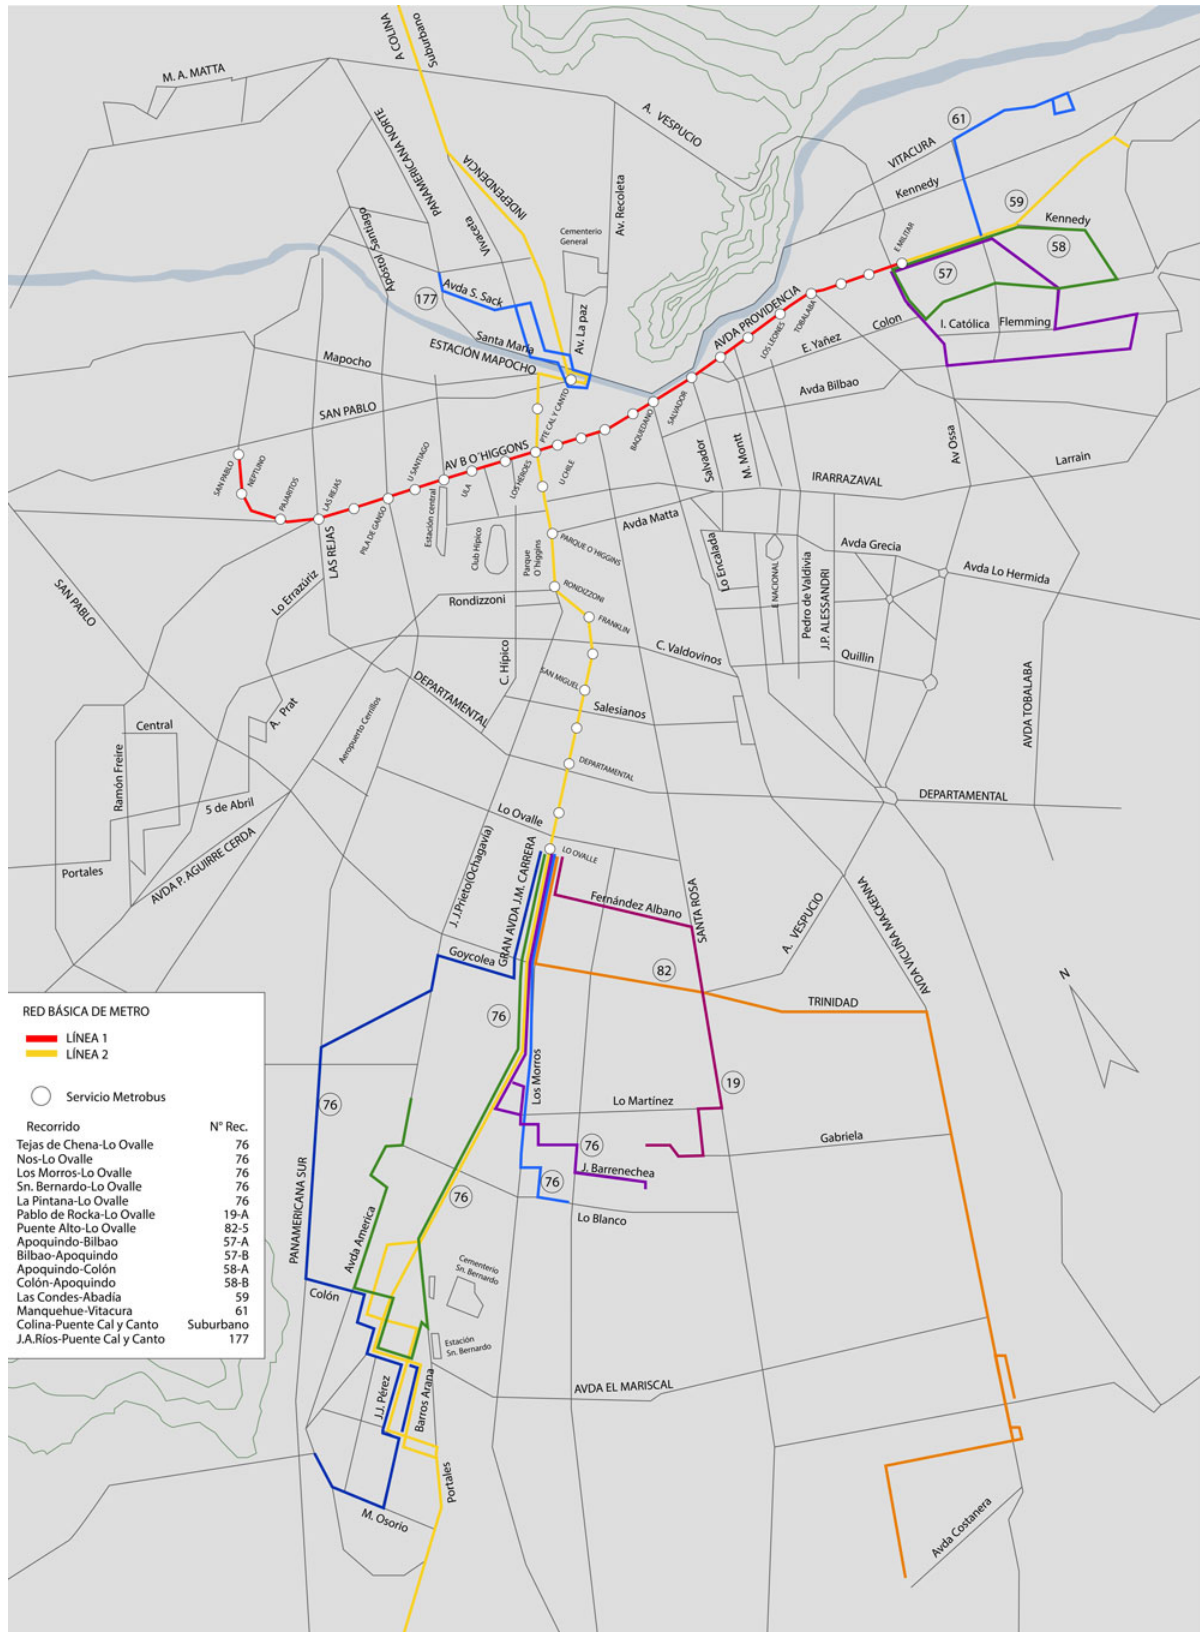 A COLINA
Suburbano
M. A. MATTA
A. VESPUCIO
PANAMERICANA NORTE
INDEPENDENCIA
Vivaceta
Av. Recoleta
Apostol Santiago
Cementerio
General
61
VITACURA
Kennedy
59
Kennedy
58
57
E MILITAR
177
Avda S. Sack
Av. La paz
Santa María
ESTACIÓN MAPOCHO
Mapocho
AVDA PROVIDENCIA
TOBALABA
LOS LEONES
Colon
I. Católica
Flemming
E. Yañez
Avda Bilbao
SAN PABLO
PTE CAL Y CANTO
BAQUEDANO
SALVADOR
AV B O´HIGGONS
SAN PABLO
NEPTUNO
PAJARITOS
LAS REJAS
PILA DE GANSO
U SANTIAGO
Estación central
ULA
LOS HEROES
U CHILE
Salvador
M. Montt
Av Ossa
Larrain
IRARRAZAVAL
Avda Matta
LAS REJAS
Club Hípico
Parque
O´higgins
PARQUE O´HIGGINS
Lo Encalada
E NACIONAL
Pedro de Valdivia
J.P. ALESSANDRI
Avda Grecia
Avda Lo Hermida
SAN PABLO
Lo Errazúriz
Rondizzoni
RONDIZZONI
FRANKLIN
C. Hípico
C. Valdovinos
Quillin
SAN MIGUEL
Salesianos
DEPARTAMENTAL
AVDA TOBALABA
A. Prat
Central
Ramón Freire
Aeropuerto Cerrillos
DEPARTAMENTAL
DEPARTAMENTAL
5 de Abril
Lo Ovalle
Portales
AVDA P. AGUIRRE CERDA
J. J.Prieto(Ochagavía)
GRAN AVDA J.M. CARRERA
LO OVALLE
Fernández Albano
SANTA ROSA
A. VESPUCIO
AVDA VICUÑA MACKENNA
Goycolea
82
TRINIDAD
N
76
RED BÁSICA DE METRO
LÍNEA 1
LÍNEA 2
Servicio Metrobus
Recorrido N° Rec.
Tejas de Chena-Lo Ovalle 76
Nos-Lo Ovalle 76
Los Morros-Lo Ovalle 76
Sn. Bernardo-Lo Ovalle 76
La Pintana-Lo Ovalle 76
Pablo de Rocka-Lo Ovalle 19-A
Puente Alto-Lo Ovalle 82-5
Apoquindo-Bilbao 57-A
Bilbao-Apoquindo 57-B
Apoquindo-Colón 58-A
Colón-Apoquindo 58-B
Las Condes-Abadía 59
Manquehue-Vitacura 61
Colina-Puente Cal y Canto Suburbano
J.A.Ríos-Puente Cal y Canto 177
76
Los Morros
Lo Martínez
19
Gabriela
76
J. Barrenechea
76
76
Lo Blanco
PANAMERICANA SUR
Avda America
Colón
Cementerio
Sn. Bernardo
Estación
Sn. Bernardo
AVDA EL MARISCAL
J.J. Pérez
Barros Arana
Portales
M. Osorio
Avda Costanera